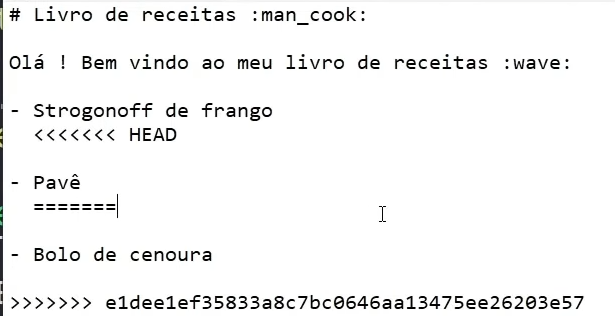 # Livro de receitas :man_cook:
Olá ! Bem vindo ao meu livro de receitas :wave:
- Strogonoff de frango
<<<<<<< HEAD
- Pavê
=======
- Bolo de cenoura
>>>>>>> e1dee1ef35833a8c7bc0646aa13475ee26203e57